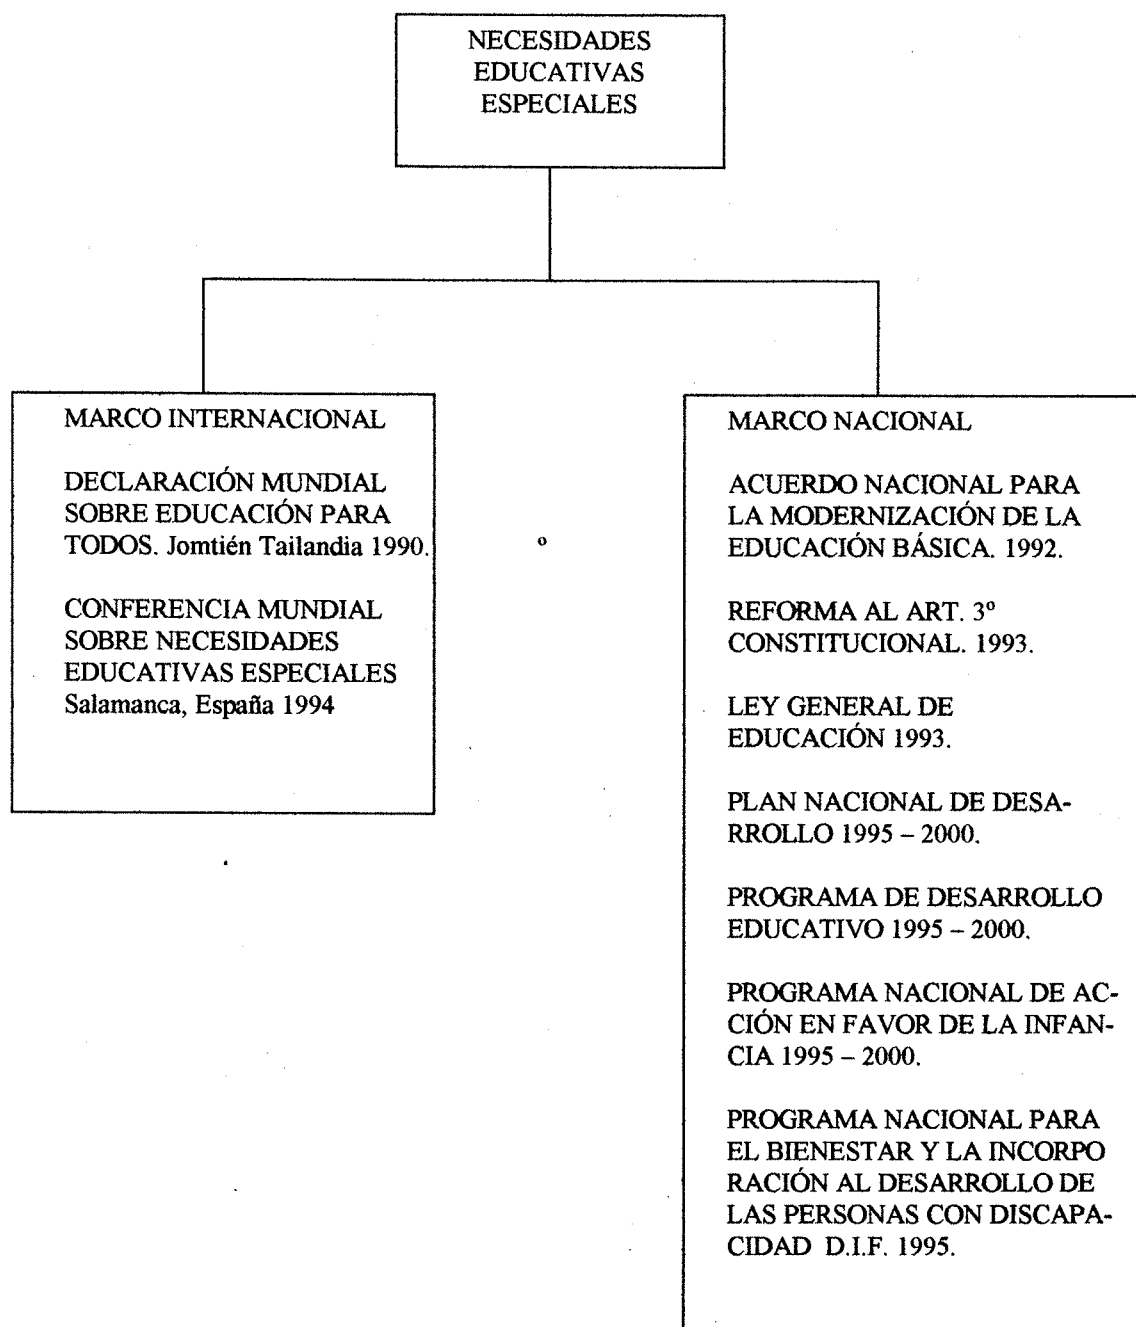 NECESIDADES
EDUCATIVAS
ESPECIALES
MARCO INTERNACIONAL
DECLARACIÓN MUNDIAL
SOBRE EDUCACIÓN PARA
TODOS. Jomtién Tailandia 1990.
CONFERENCIA MUNDIAL
SOBRE NECESIDADES
EDUCATIVAS ESPECIALES
Salamanca, España 1994
MARCO NACIONAL
ACUERDO NACIONAL PARA
LA MODERNIZACIÓN DE LA
EDUCACIÓN BÁSICA. 1992.
REFORMA AL ART. 3º
CONSTITUCIONAL. 1993.
LEY GENERAL DE
EDUCACIÓN 1993.
PLAN NACIONAL DE DESA-
RROLLO 1995 – 2000.
PROGRAMA DE DESARROLLO
EDUCATIVO 1995 – 2000.
PROGRAMA NACIONAL DE AC-
CIÓN EN FAVOR DE LA INFAN-
CIA 1995 – 2000.
PROGRAMA NACIONAL PARA
EL BIENESTAR Y LA INCORPO
RACIÓN AL DESARROLLO DE
LAS PERSONAS CON DISCAPA-
CIDAD D.I.F. 1995.